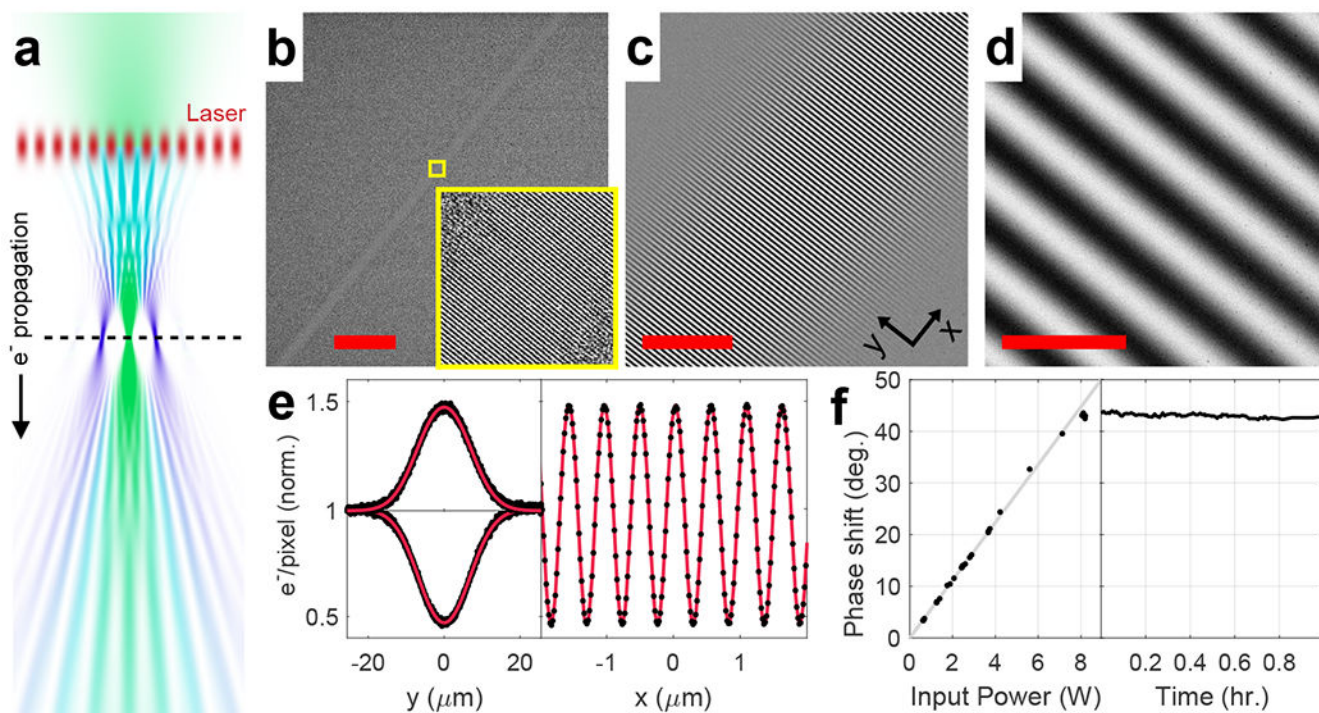 a
Laser
e⁻ propagation
b
c
y
x
d
e
e⁻/pixel (norm.)
1.5
1
0.5
-20
0
20
y (μm)
-1
0
1
x (μm)
f
Phase shift (deg.)
50
40
30
20
10
0
0
2
4
6
8
Input Power (W)
0.2
0.4
0.6
0.8
Time (hr.)